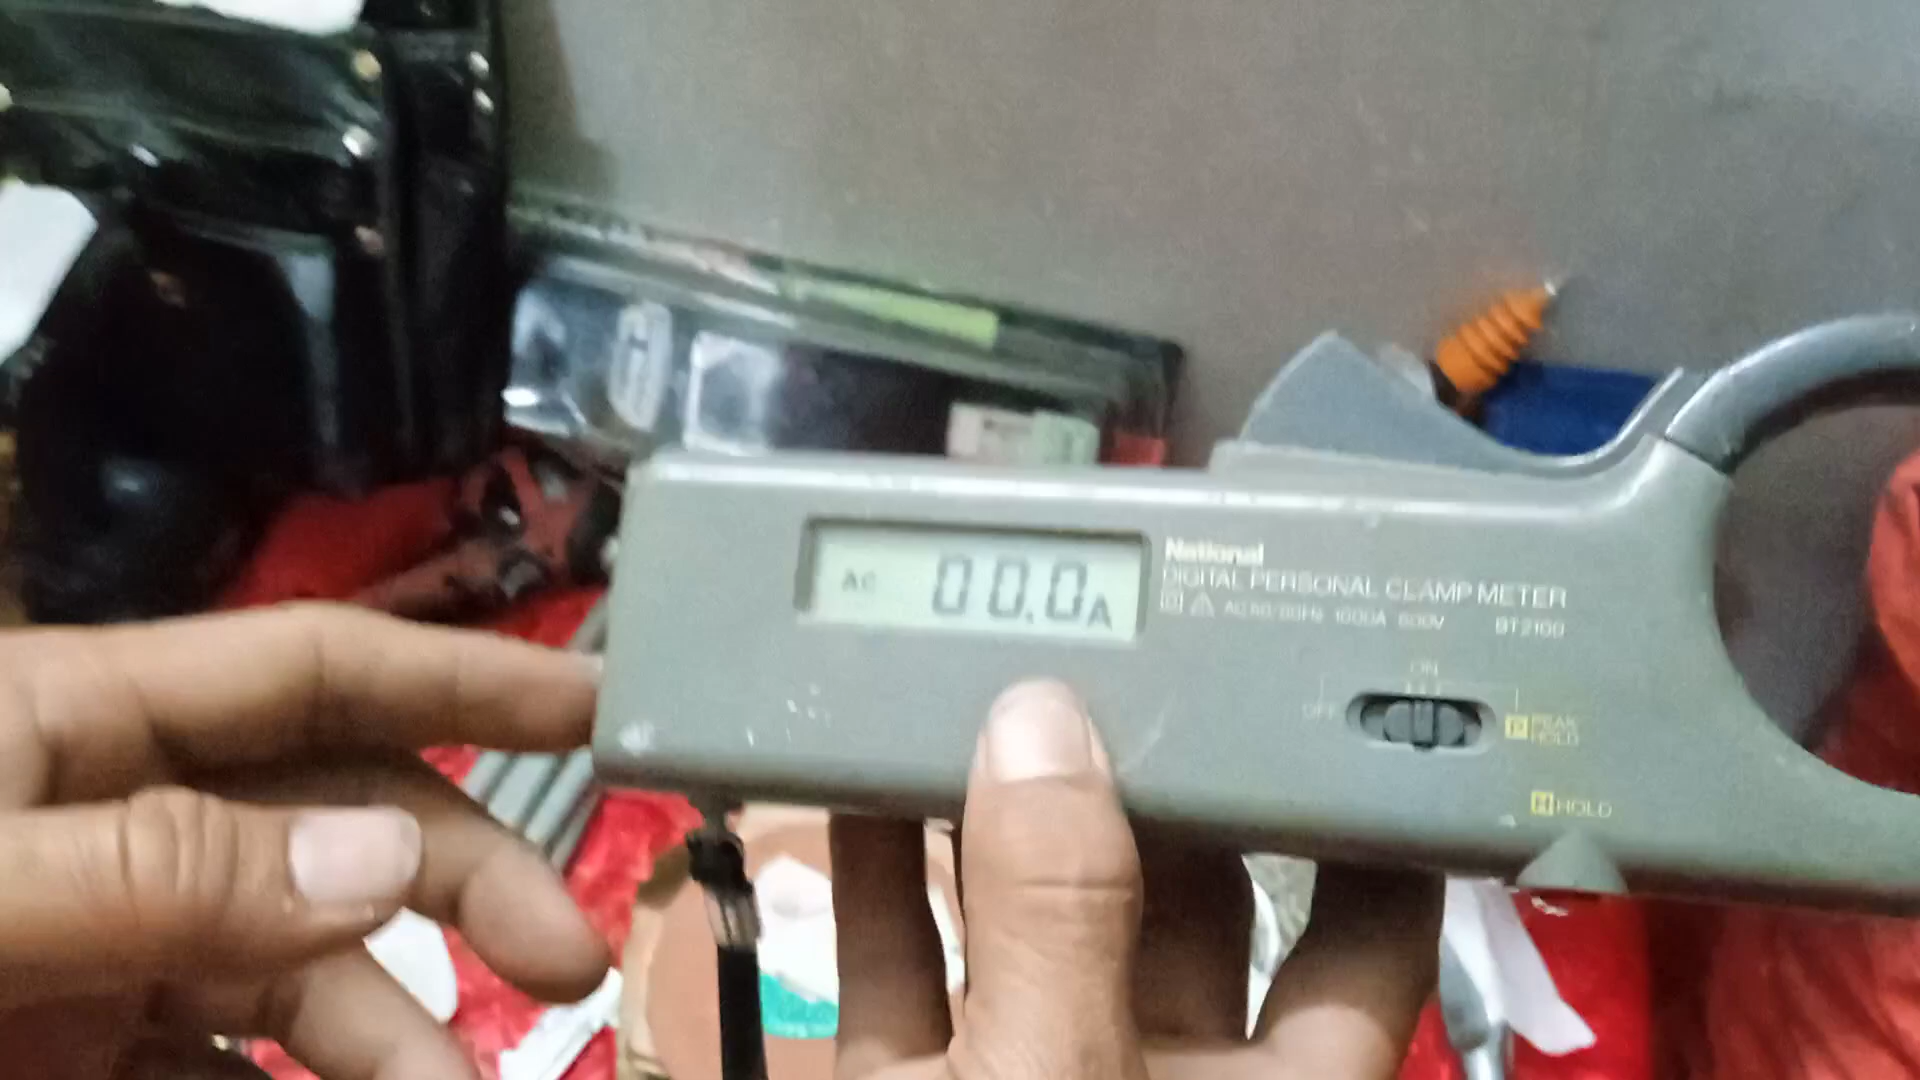 AC 00.0A
National
DIGITAL PERSONAL CLAMP METER
AC 50/60Hz 1000A 600V BT2100
ON
OFF
P PEAK HOLD
H HOLD